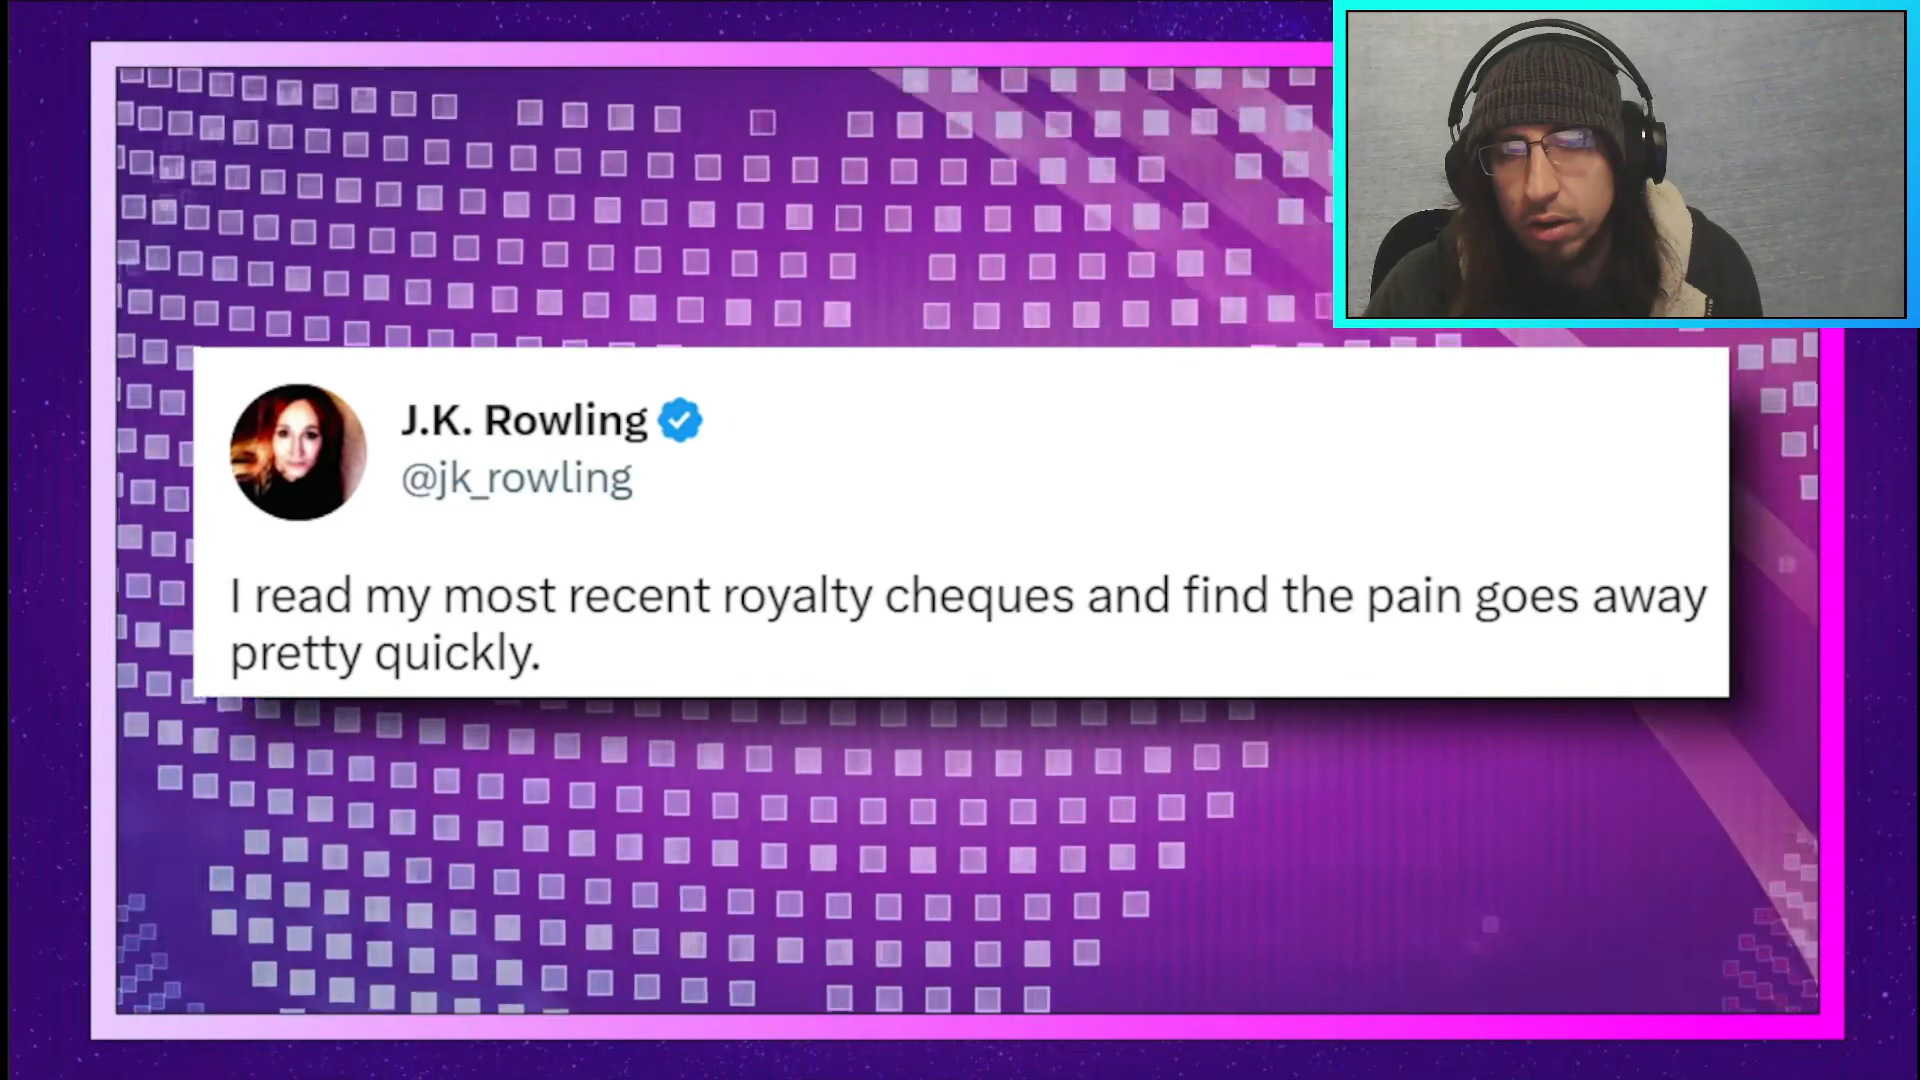 J.K. Rowling
@jk_rowling
I read my most recent royalty cheques and find the pain goes away
pretty quickly.